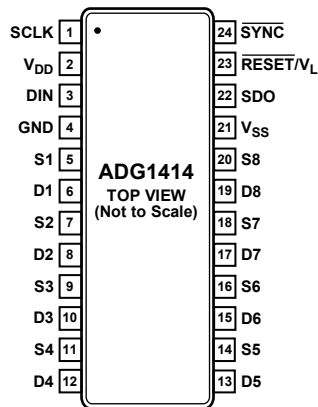 SCLK 1
VDD 2
DIN 3
GND 4
S1 5
D1 6
S2 7
D2 8
S3 9
D3 10
S4 11
D4 12
ADG1414
TOP VIEW
(Not to Scale)
24 SYNC
23 RESET/VL
22 SDO
21 VSS
20 S8
19 D8
18 S7
17 D7
16 S6
15 D6
14 S5
13 D5